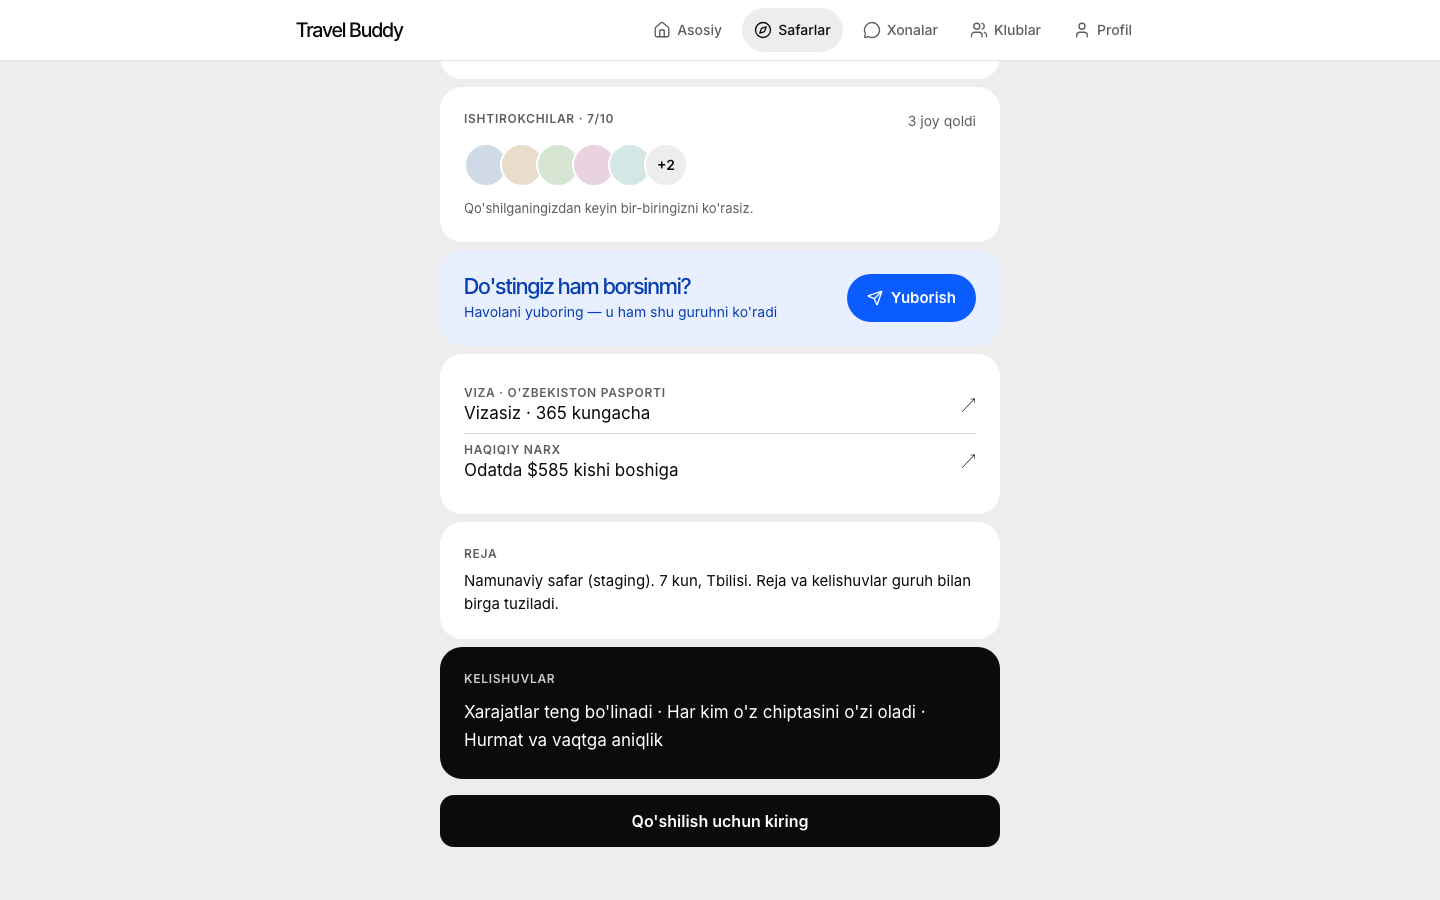 Travel Buddy
Asosiy
Safarlar
Xonalar
Klublar
Profil
ISHTIROKCHILAR · 7/10
3 joy qoldi
+2
Qo'shilganingizdan keyin bir-biringizni ko'rasiz.
Do'stingiz ham borsinmi?
Havolani yuboring — u ham shu guruhni ko'radi
Yuborish
VIZA · O'ZBEKISTON PASPORTI
Vizasiz · 365 kungacha
HAQIQIY NARX
Odatda $585 kishi boshiga
REJA
Namunaviy safar (staging). 7 kun, Tbilisi. Reja va kelishuvlar guruh bilan
birga tuziladi.
KELISHUVLAR
Xarajatlar teng bo'linadi · Har kim o'z chiptasini o'zi oladi ·
Hurmat va vaqtga aniqlik
Qo'shilish uchun kiring